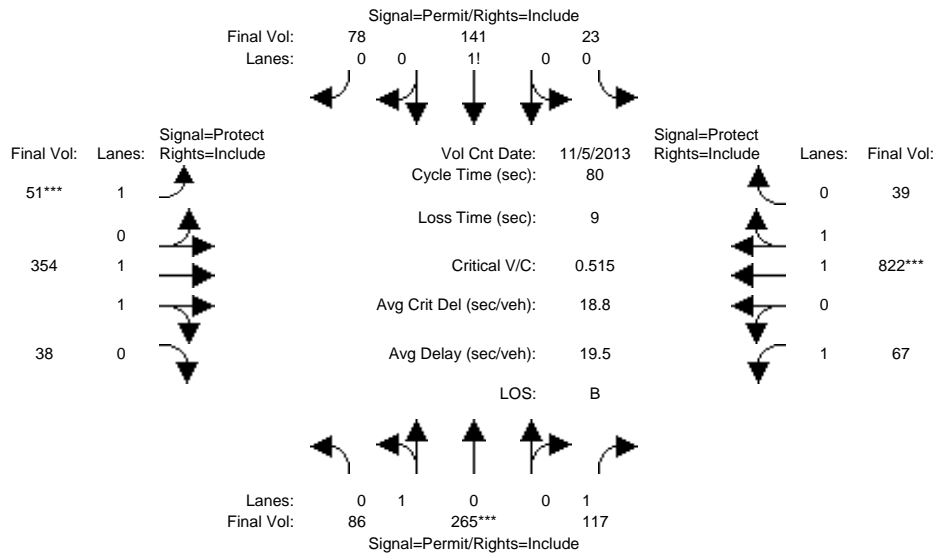 Signal=Permit/Rights=Include
Final Vol: 78 141 23
Lanes: 0 0 1! 0 0
Signal=Protect Signal=Protect
Final Vol: Lanes: Rights=Include Vol Cnt Date: 11/5/2013 Rights=Include Lanes: Final Vol:
Cycle Time (sec): 80
51*** 1 0 39
Loss Time (sec): 9
0 1
354 1 Critical V/C: 0.515 1 822***
1 Avg Crit Del (sec/veh): 18.8 0
38 0 Avg Delay (sec/veh): 19.5 1 67
LOS: B
Lanes: 0 1 0 0 1
Final Vol: 86 265*** 117
Signal=Permit/Rights=Include